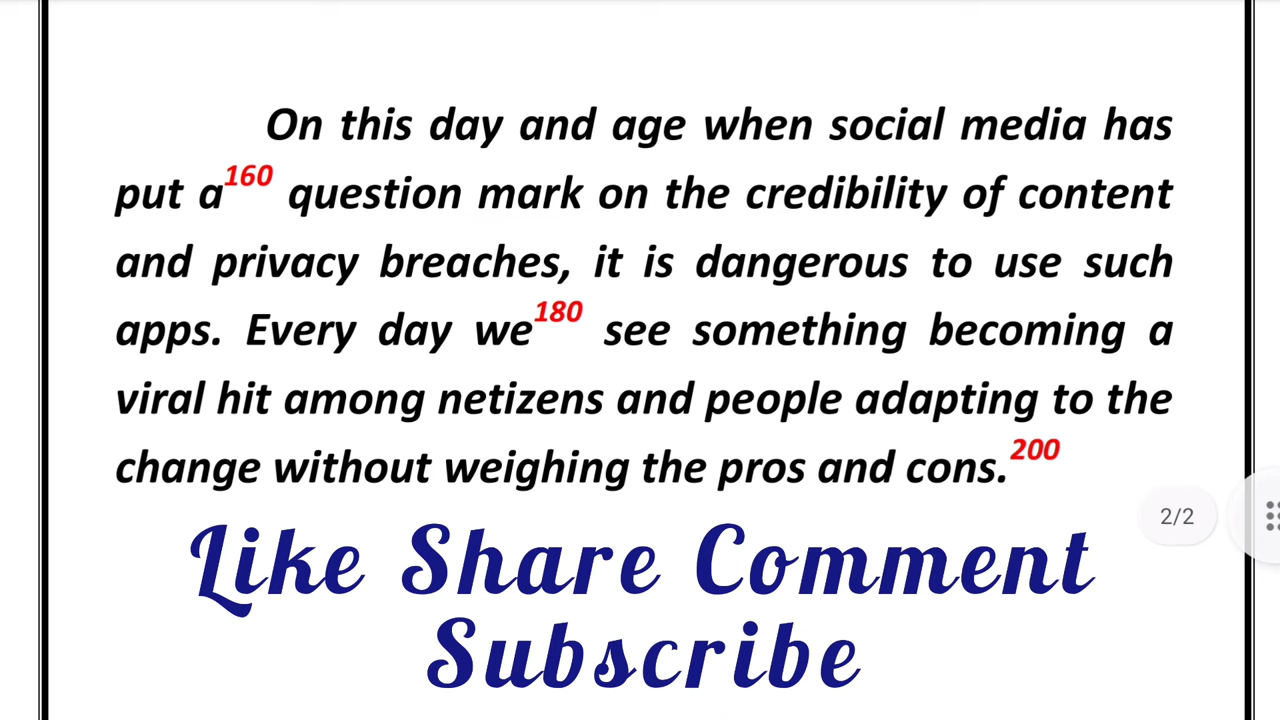 On this day and age when social media has
put a160 question mark on the credibility of content
and privacy breaches, it is dangerous to use such
apps. Every day we180 see something becoming a
viral hit among netizens and people adapting to the
change without weighing the pros and cons.200
2/2
Like Share Comment
Subscribe